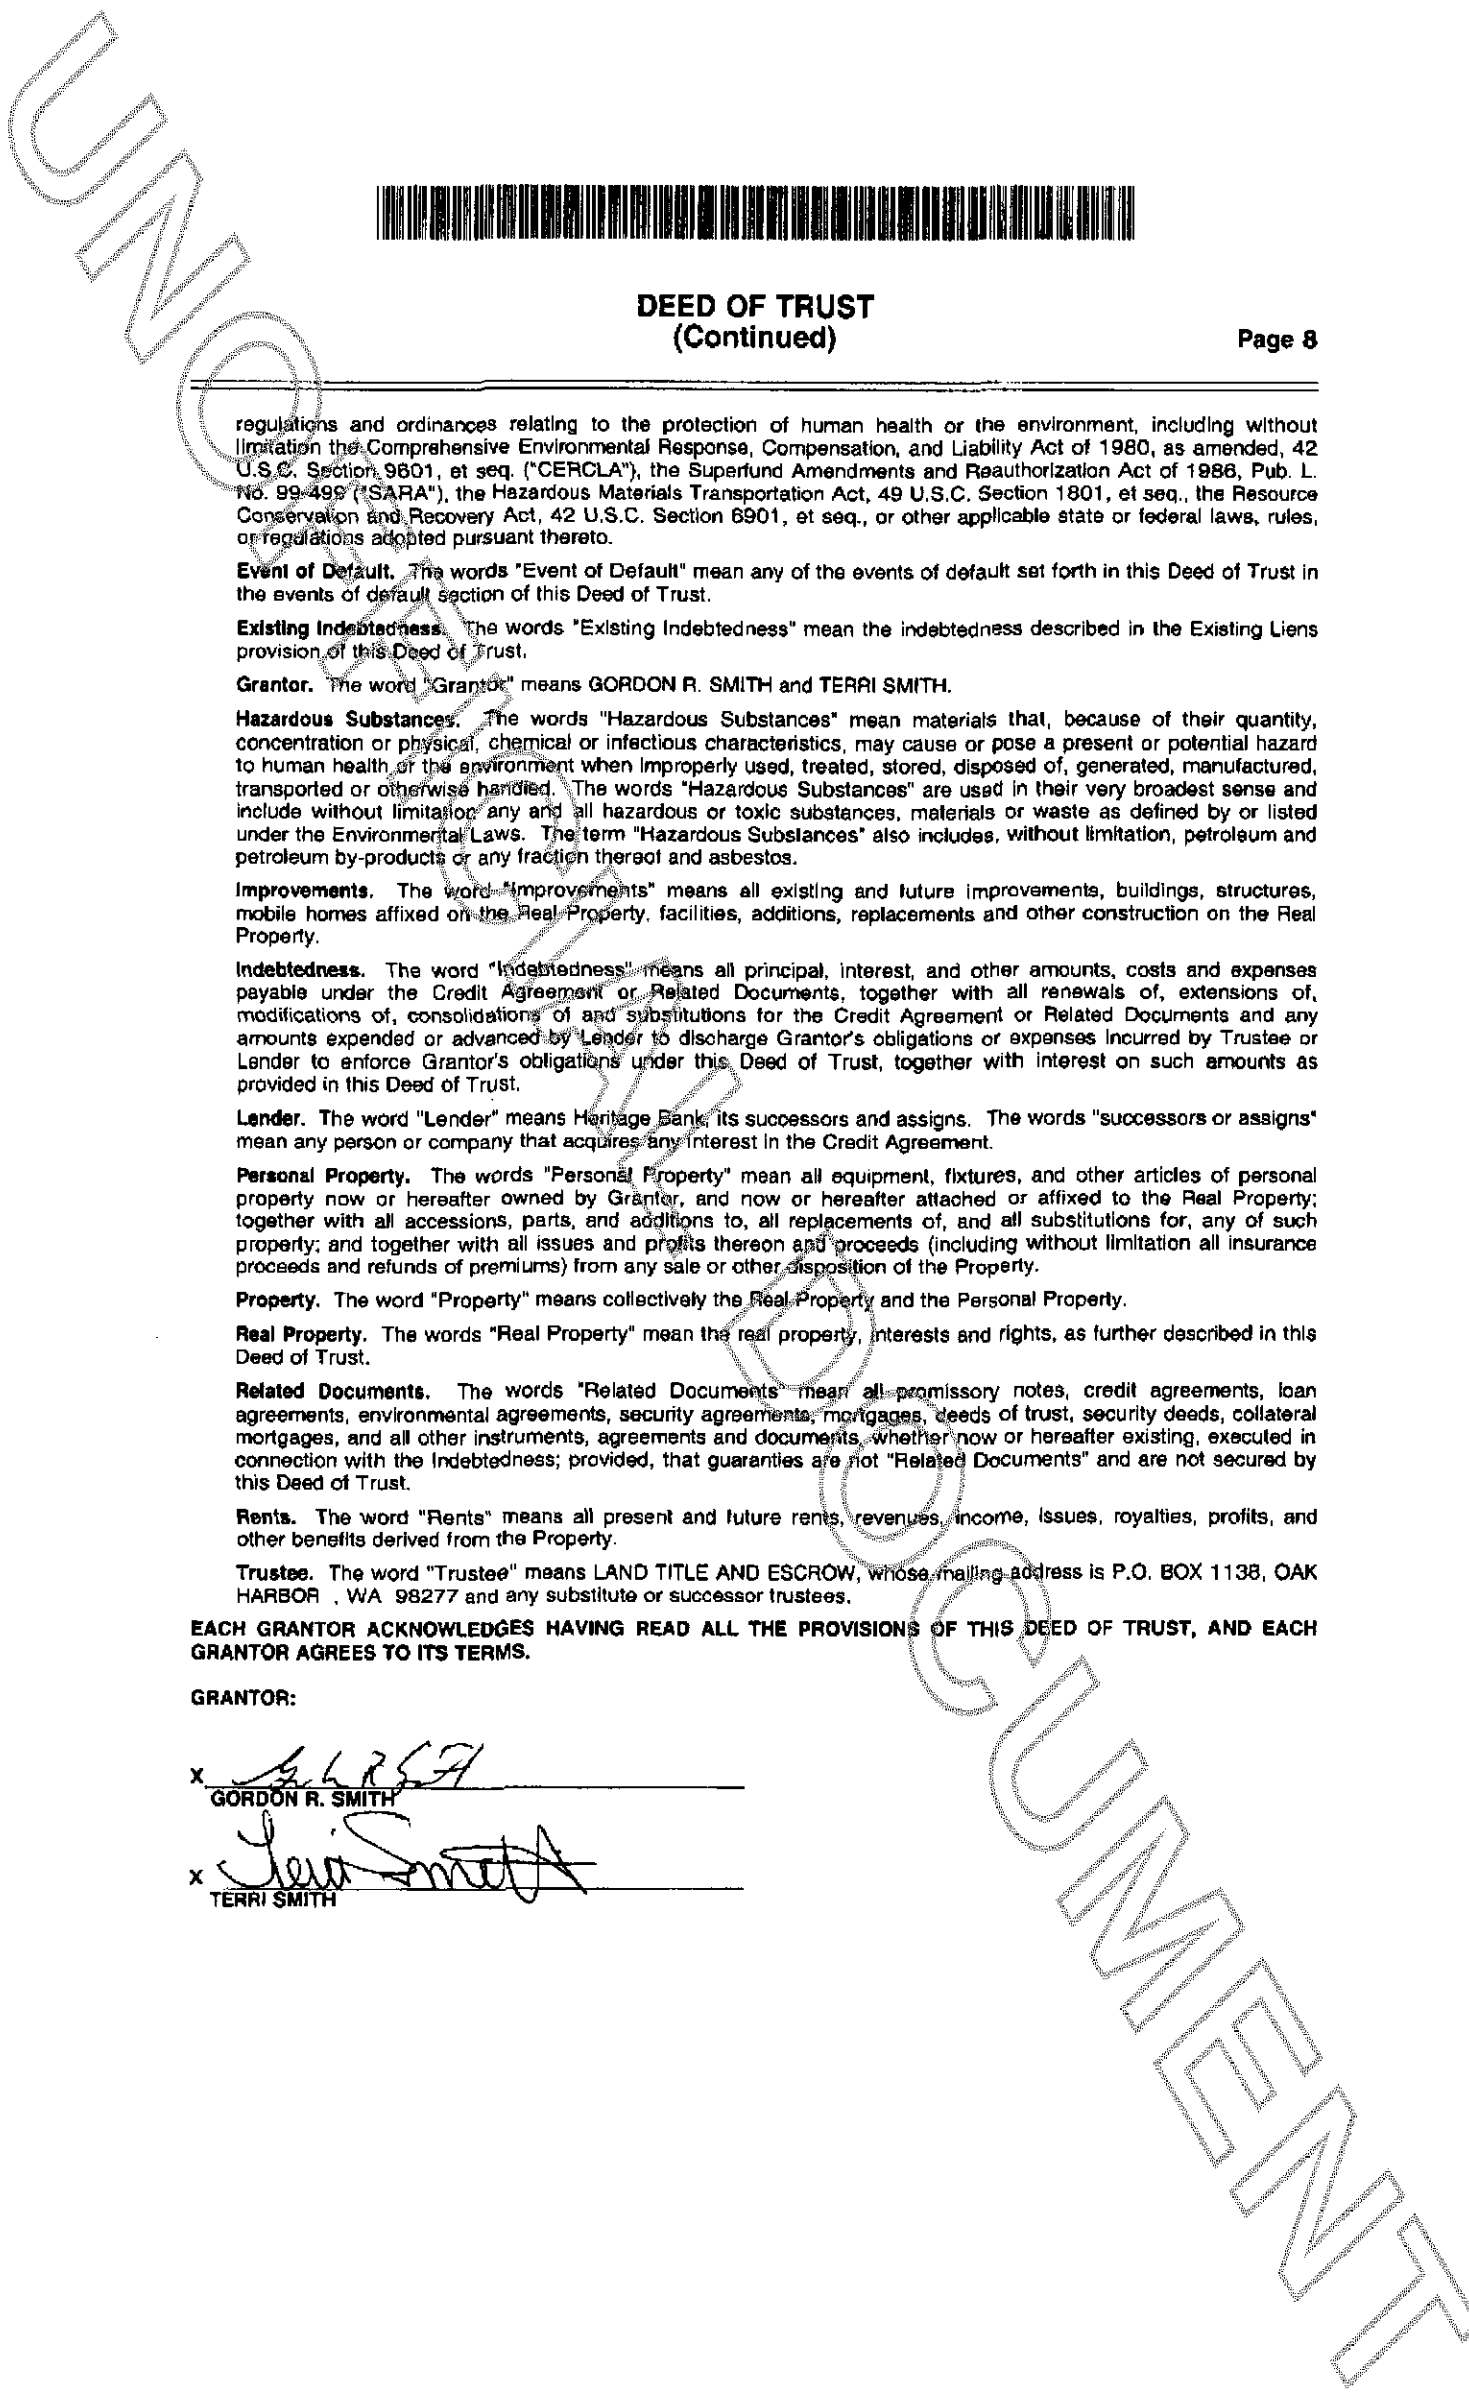 DEED OF TRUST
(Continued)
Page 8
regulations and ordinances relating to the protection of human health or the environment, including without
limitation the Comprehensive Environmental Response, Compensation, and Liability Act of 1980, as amended, 42
U.S.C. Section 9601, et seq. ("CERCLA"), the Superfund Amendments and Reauthorization Act of 1986, Pub. L.
No. 99-499 ("SARA"), the Hazardous Materials Transportation Act, 49 U.S.C. Section 1801, et seq., the Resource
Conservation and Recovery Act, 42 U.S.C. Section 6901, et seq., or other applicable state or federal laws, rules,
or regulations adopted pursuant thereto.
Event of Default. The words "Event of Default" mean any of the events of default set forth in this Deed of Trust in
the events of default section of this Deed of Trust.
Existing Indebtedness. The words "Existing Indebtedness" mean the indebtedness described in the Existing Liens
provision of this Deed of Trust.
Grantor. The word "Grantor" means GORDON R. SMITH and TERRI SMITH.
Hazardous Substances. The words "Hazardous Substances" mean materials that, because of their quantity,
concentration or physical, chemical or infectious characteristics, may cause or pose a present or potential hazard
to human health or the environment when improperly used, treated, stored, disposed of, generated, manufactured,
transported or otherwise handled. The words "Hazardous Substances" are used in their very broadest sense and
include without limitation any and all hazardous or toxic substances, materials or waste as defined by or listed
under the Environmental Laws. The term "Hazardous Substances" also includes, without limitation, petroleum and
petroleum by-products or any fraction thereof and asbestos.
Improvements. The word "Improvements" means all existing and future improvements, buildings, structures,
mobile homes affixed on the Real Property, facilities, additions, replacements and other construction on the Real
Property.
Indebtedness. The word "Indebtedness" means all principal, interest, and other amounts, costs and expenses
payable under the Credit Agreement or Related Documents, together with all renewals of, extensions of,
modifications of, consolidations of and substitutions for the Credit Agreement or Related Documents and any
amounts expended or advanced by Lender to discharge Grantor's obligations or expenses incurred by Trustee or
Lender to enforce Grantor's obligations under this Deed of Trust, together with interest on such amounts as
provided in this Deed of Trust.
Lender. The word "Lender" means Heritage Bank, its successors and assigns. The words "successors or assigns"
mean any person or company that acquires any interest in the Credit Agreement.
Personal Property. The words "Personal Property" mean all equipment, fixtures, and other articles of personal
property now or hereafter owned by Grantor, and now or hereafter attached or affixed to the Real Property;
together with all accessions, parts, and additions to, all replacements of, and all substitutions for, any of such
property; and together with all issues and profits thereon and proceeds (including without limitation all insurance
proceeds and refunds of premiums) from any sale or other disposition of the Property.
Property. The word "Property" means collectively the Real Property and the Personal Property.
Real Property. The words "Real Property" mean the real property, interests and rights, as further described in this
Deed of Trust.
Related Documents. The words "Related Documents" mean all promissory notes, credit agreements, loan
agreements, environmental agreements, security agreements, mortgages, deeds of trust, security deeds, collateral
mortgages, and all other instruments, agreements and documents, whether now or hereafter existing, executed in
connection with the Indebtedness; provided, that guaranties are not "Related Documents" and are not secured by
this Deed of Trust.
Rents. The word "Rents" means all present and future rents, revenues, income, issues, royalties, profits, and
other benefits derived from the Property.
Trustee. The word "Trustee" means LAND TITLE AND ESCROW, whose mailing address is P.O. BOX 1138, OAK
HARBOR , WA 98277 and any substitute or successor trustees.
EACH GRANTOR ACKNOWLEDGES HAVING READ ALL THE PROVISIONS OF THIS DEED OF TRUST, AND EACH
GRANTOR AGREES TO ITS TERMS.
GRANTOR:
X
GORDON R. SMITH
X Terri Smith
TERRI SMITH
UNOFFICIAL DOCUMENT